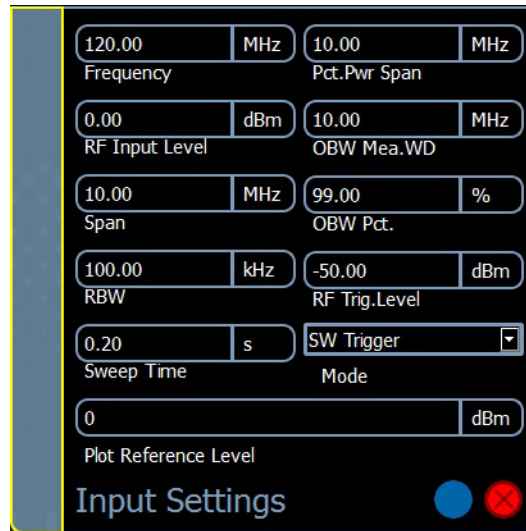 120.00 MHz 10.00 MHz
Frequency Pct.Pwr Span
0.00 dBm 10.00 MHz
RF Input Level OBW Mea.WD
10.00 MHz 99.00 %
Span OBW Pct.
100.00 kHz -50.00 dBm
RBW RF Trig.Level
0.20 s SW Trigger
Sweep Time Mode
0 dBm
Plot Reference Level
Input Settings